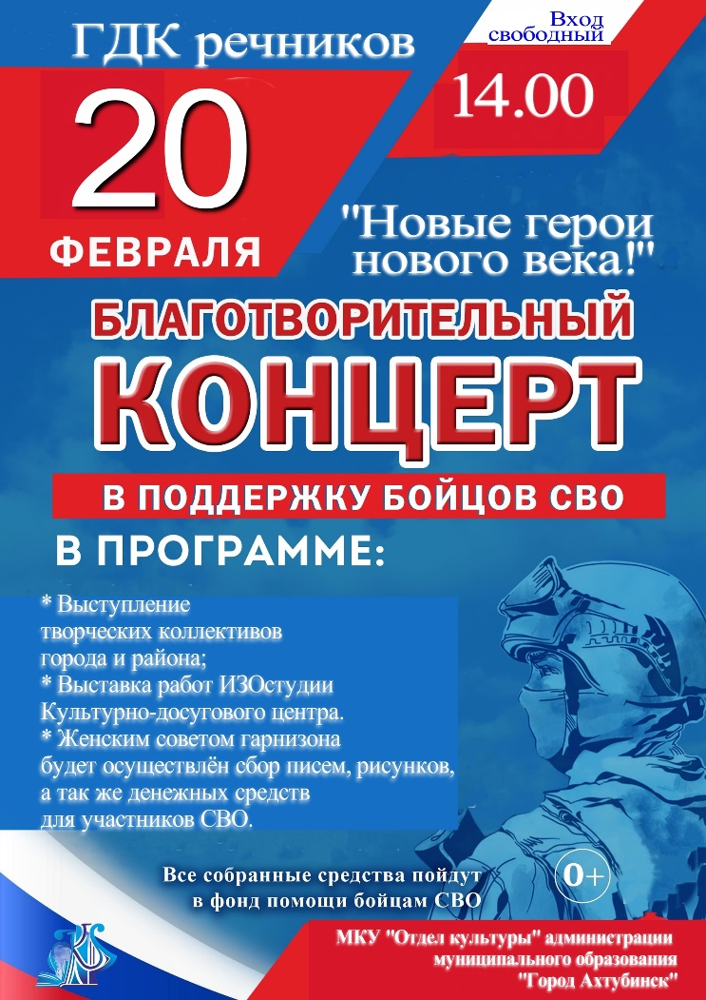 ГДК речников
Вход
свободный
20
ФЕВРАЛЯ
14.00
"Новые герои
нового века!"
БЛАГОТВОРИТЕЛЬНЫЙ
КОНЦЕРТ
В ПОДДЕРЖКУ БОЙЦОВ СВО
В ПРОГРАММЕ:
* Выступление
творческих коллективов
города и района;
* Выставка работ ИЗОстудии
Культурно-досугового центра.
* Женским советом гарнизона
будет осуществлён сбор писем, рисунков,
а так же денежных средств
для участников СВО.
Все собранные средства пойдут
в фонд помощи бойцам СВО
0+
МКУ "Отдел культуры" администрации
муниципального образования
"Город Ахтубинск"